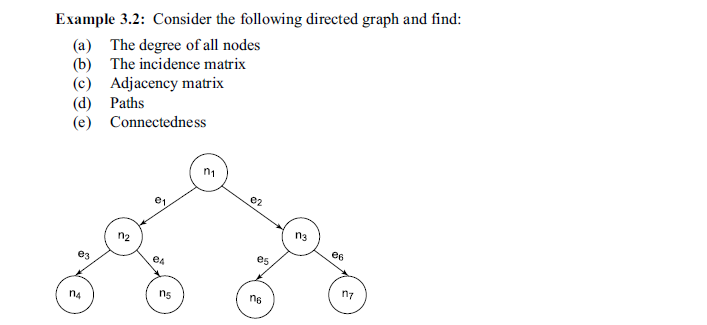 Example 3.2: Consider the following directed graph and find:
(a) The degree of all nodes
(b) The incidence matrix
(c) Adjacency matrix
(d) Paths
(e) Connectedness
n1
e1 e2
n2 n3
e3 e4 e5 e6
n4 n5 n6 n7